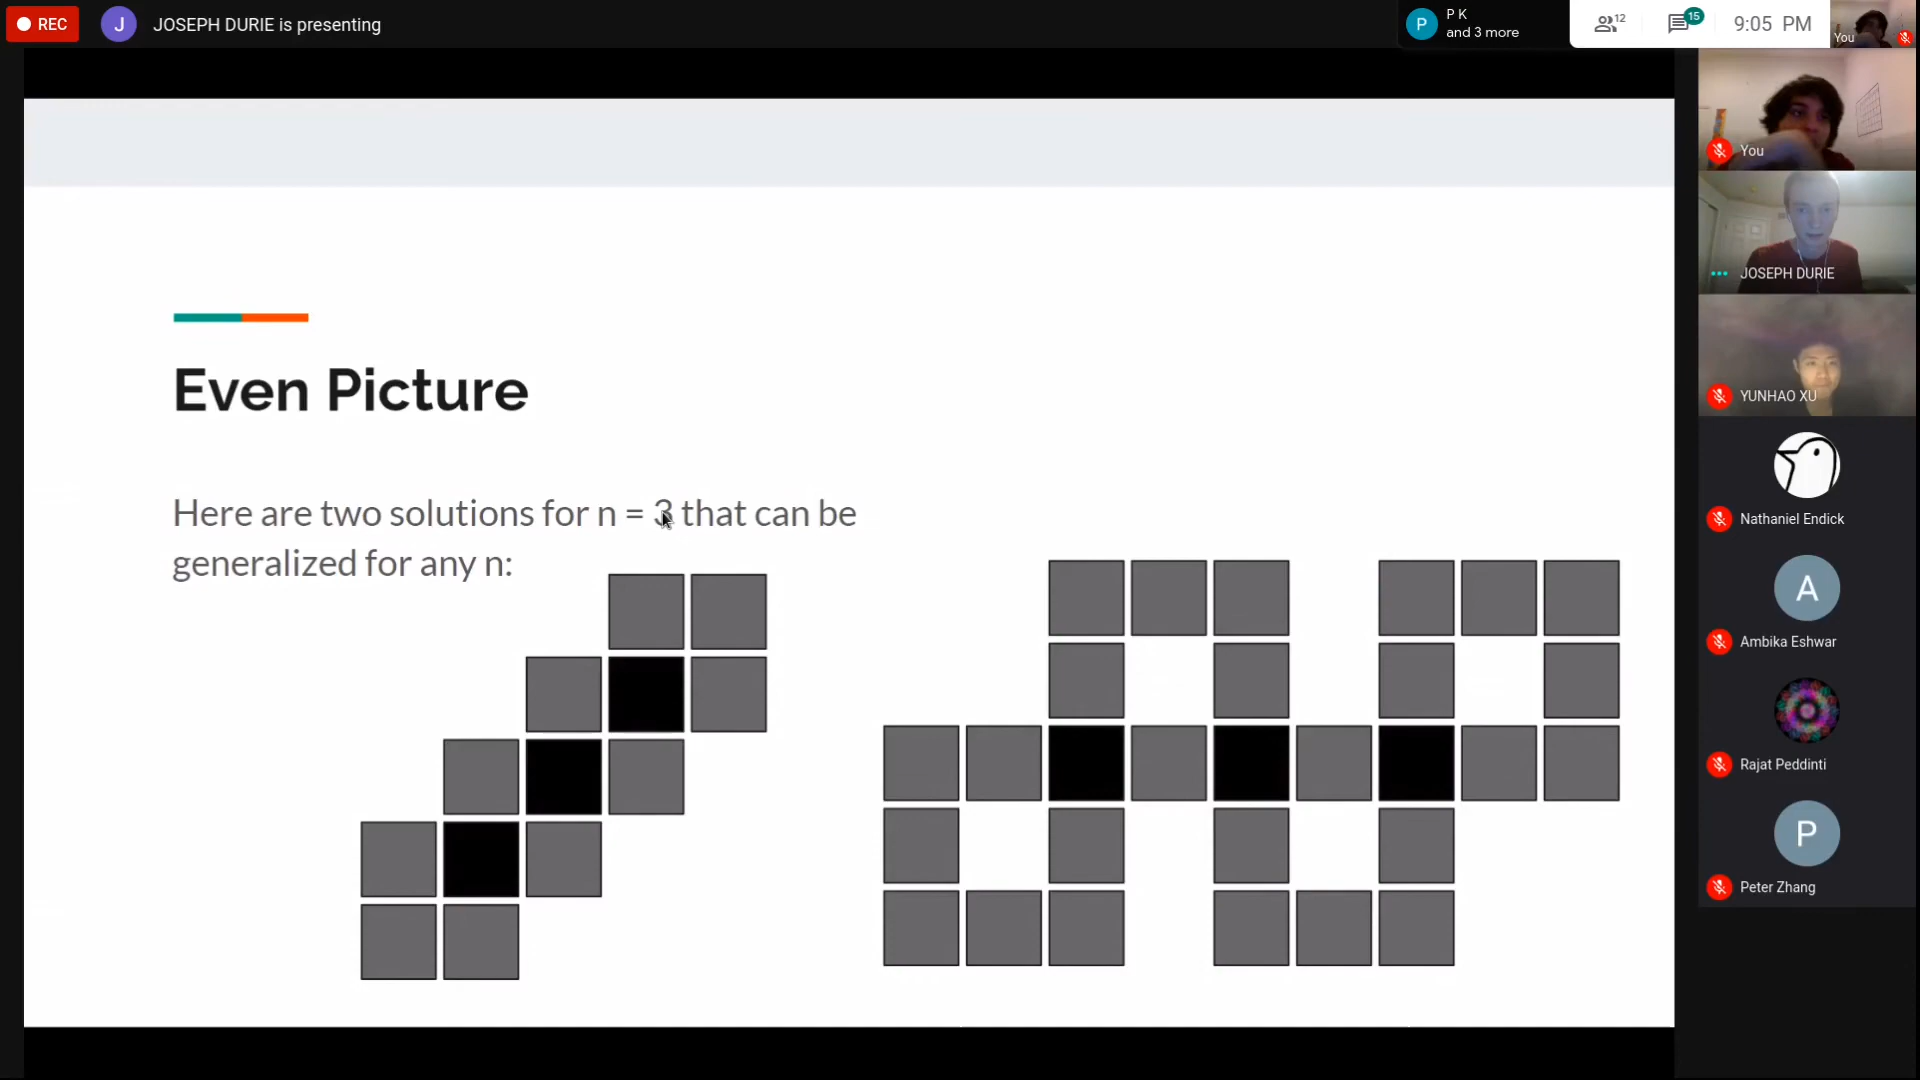 REC
J
JOSEPH DURIE is presenting
P
P K
and 3 more
12
15
9:05 PM
You
You
JOSEPH DURIE
YUNHAO XU
Nathaniel Endick
A
Ambika Eshwar
Rajat Peddinti
P
Peter Zhang
Even Picture
Here are two solutions for n = 3 that can be
generalized for any n: